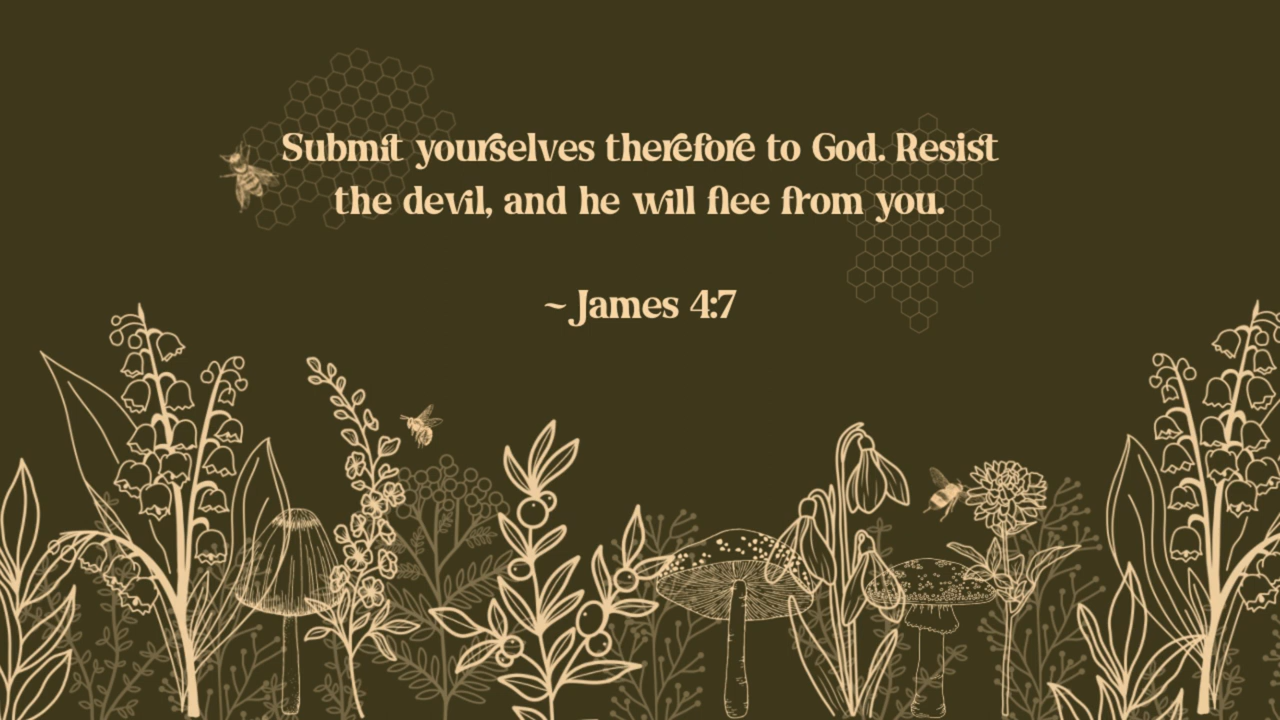 Submit yourselves therefore to God. Resist
the devil, and he will flee from you.
~ James 4:7